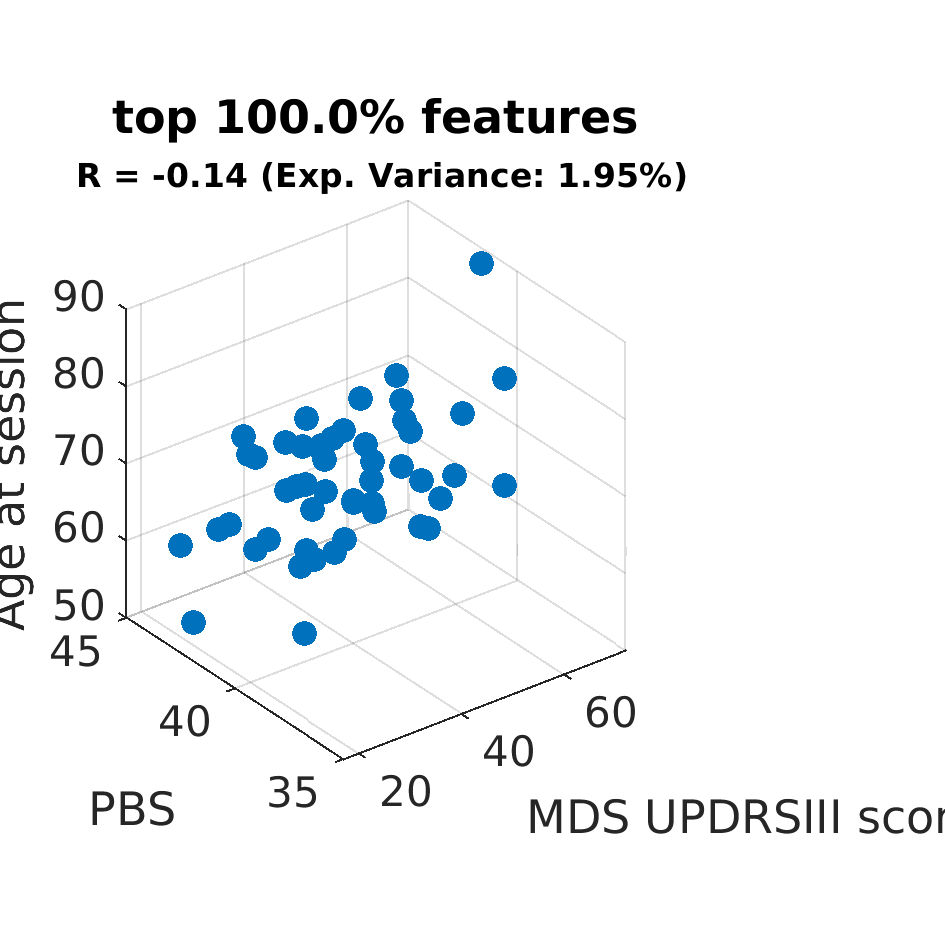 top 100.0% features
R = -0.14 (Exp. Variance: 1.95%)
90
80
70
60
50
Age at session
45
40
35
PBS
20
40
60
MDS UPDRSIII scor